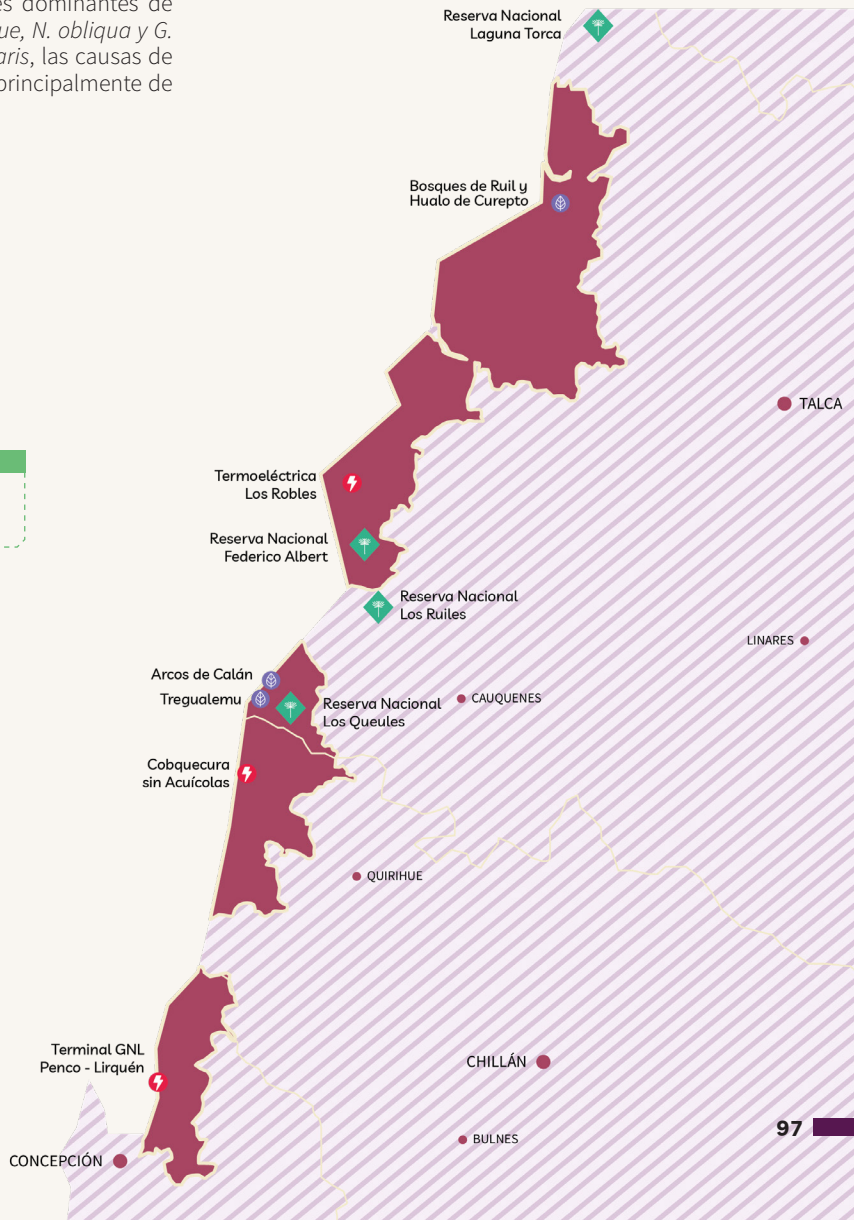 es dominantes de
ue, N. obliqua y G.
aris, las causas de
principalmente de
Reserva Nacional
Laguna Torca
Bosques de Ruil y
Hualo de Curepto
TALCA
Termoeléctrica
Los Robles
Reserva Nacional
Federico Albert
Reserva Nacional
Los Ruiles
LINARES
Arcos de Calán
Tregualemu
Reserva Nacional
Los Queules
CAUQUENES
Cobquecura
sin Acuícolas
QUIRIHUE
Terminal GNL
Penco - Lirquén
CHILLÁN
97
BULNES
CONCEPCIÓN